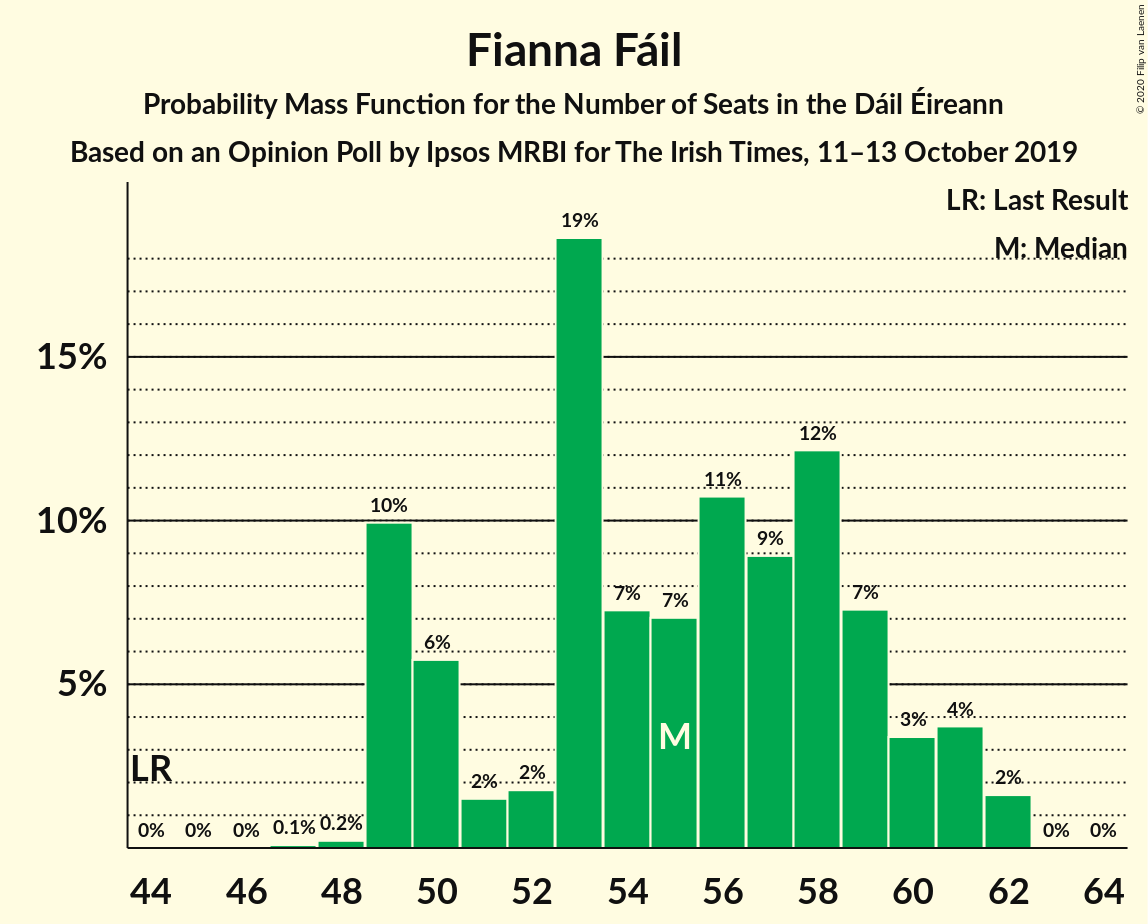 Fianna Fáil
Probability Mass Function for the Number of Seats in the Dáil Éireann
Based on an Opinion Poll by Ipsos MRBI for The Irish Times, 11–13 October 2019
© 2020 Filip van Laenen
LR: Last Result
M: Median
19%
15%
12%
11%
10%
10%
9%
7%
7%
7%
6%
5%
4%
3%
M
LR
2%
2%
2%
0%
0%
0%
0.1%
0.2%
0%
0%
44 46 48 50 52 54 56 58 60 62 64